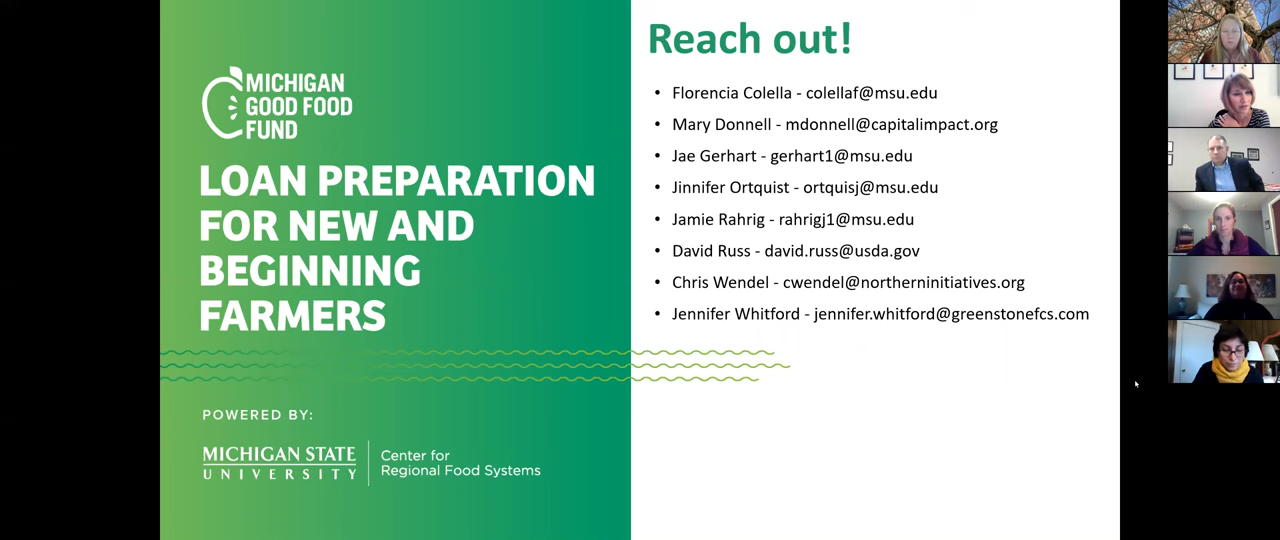 MICHIGAN
GOOD FOOD
FUND
LOAN PREPARATION
FOR NEW AND
BEGINNING
FARMERS
POWERED BY:
MICHIGAN STATE
UNIVERSITY
Center for
Regional Food Systems
Reach out!
• Florencia Colella - colellaf@msu.edu
• Mary Donnell - mdonnell@capitalimpact.org
• Jae Gerhart - gerhart1@msu.edu
• Jinnifer Ortquist - ortquisj@msu.edu
• Jamie Rahrig - rahrigj1@msu.edu
• David Russ - david.russ@usda.gov
• Chris Wendel - cwendel@northerninitiatives.org
• Jennifer Whitford - jennifer.whitford@greenstonefcs.com